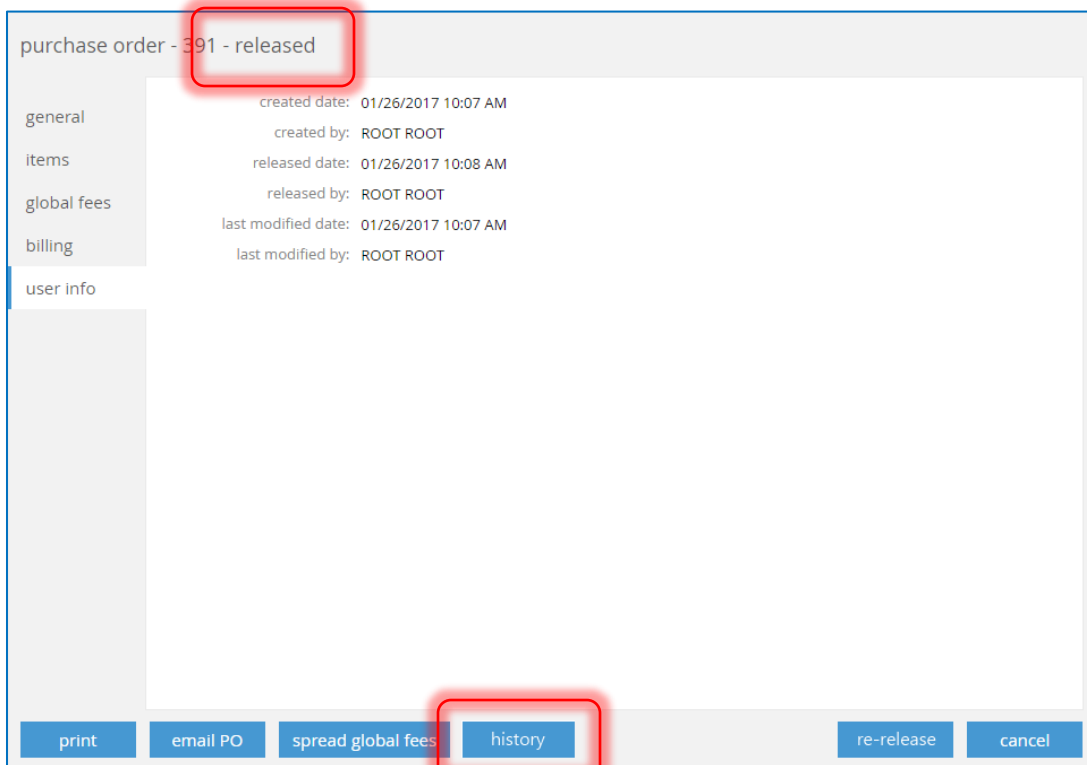 purchase order - 391 - released
general
items
global fees
billing
user info
created date: 01/26/2017 10:07 AM
created by: ROOT ROOT
released date: 01/26/2017 10:08 AM
released by: ROOT ROOT
last modified date: 01/26/2017 10:07 AM
last modified by: ROOT ROOT
print email PO spread global fees history re-release cancel